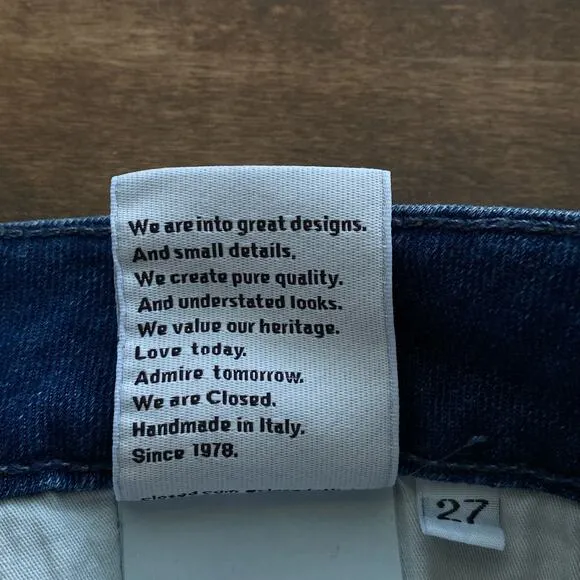 We are into great designs.
And small details.
We create pure quality.
And understated looks.
We value our heritage.
Love today.
Admire tomorrow.
We are Closed.
Handmade in Italy.
Since 1978.
27